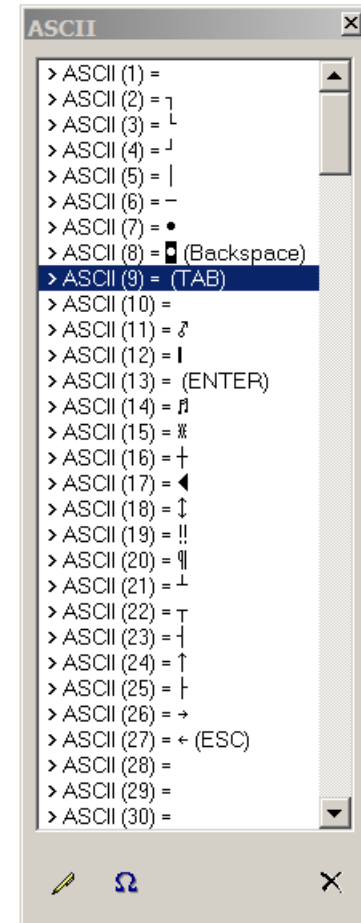 ASCII
> ASCII (1) =
> ASCII (2) = ┐
> ASCII (3) = └
> ASCII (4) = ┘
> ASCII (5) = │
> ASCII (6) = ─
> ASCII (7) = •
> ASCII (8) = ◘ (Backspace)
> ASCII (9) = (TAB)
> ASCII (10) =
> ASCII (11) = ♂
> ASCII (12) = ❙
> ASCII (13) = (ENTER)
> ASCII (14) = ♫
> ASCII (15) = ☼
> ASCII (16) = ┼
> ASCII (17) = ◀
> ASCII (18) = ↕
> ASCII (19) = ‼
> ASCII (20) = ¶
> ASCII (21) = ┴
> ASCII (22) = ┬
> ASCII (23) = ┤
> ASCII (24) = ↑
> ASCII (25) = ├
> ASCII (26) = →
> ASCII (27) = ← (ESC)
> ASCII (28) =
> ASCII (29) =
> ASCII (30) =
Ω